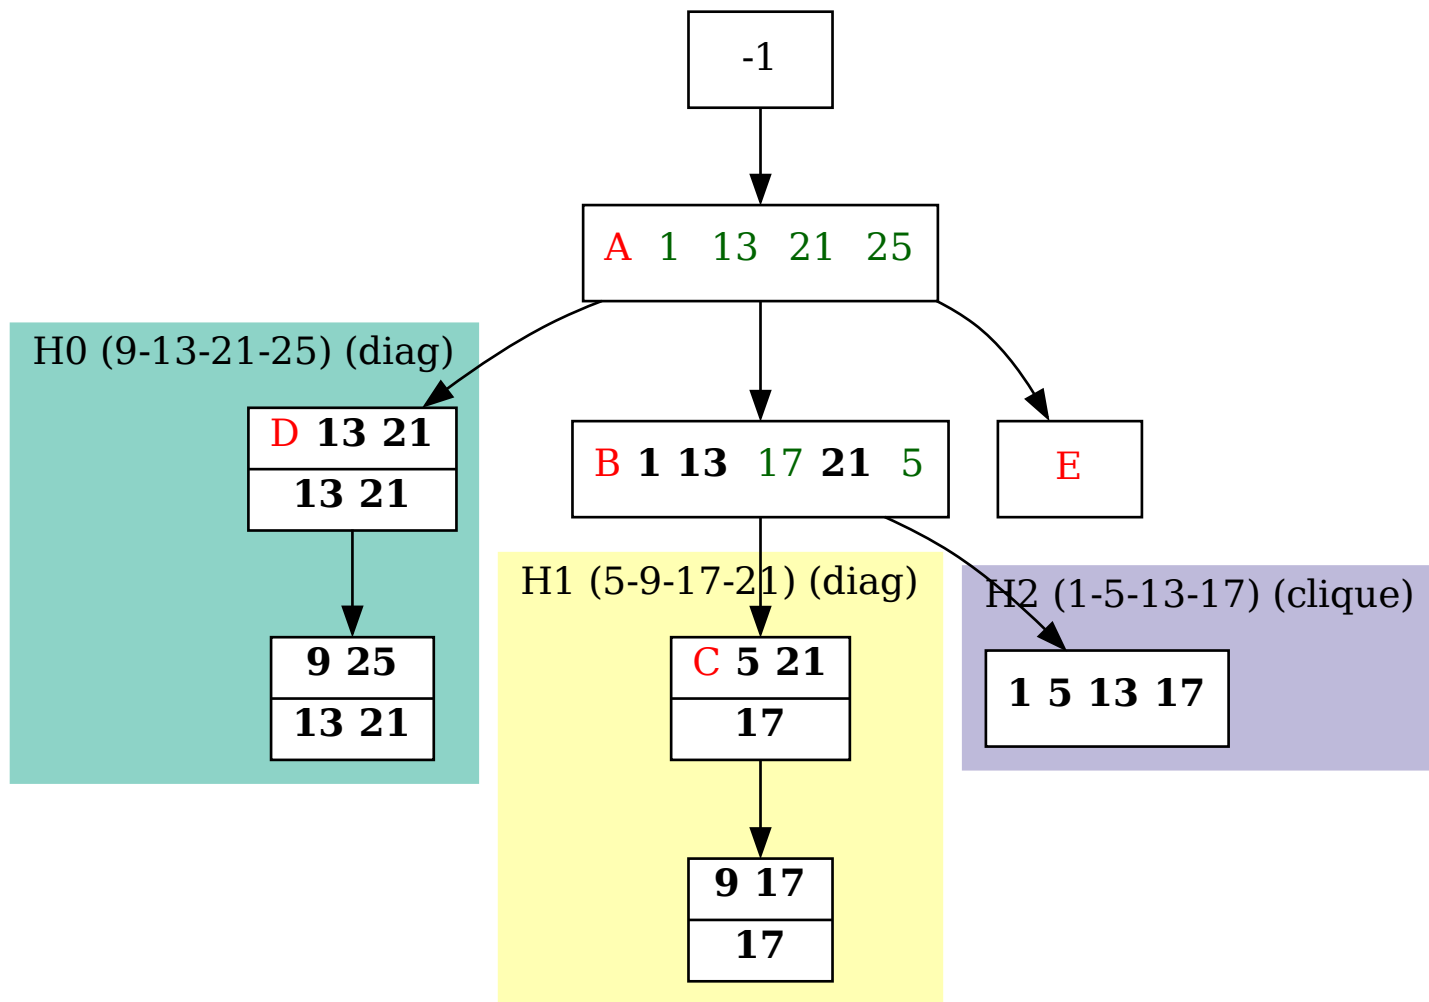 -1
A 1 13 21 25
H0 (9-13-21-25) (diag)
D 13 21
13 21
B 1 13 17 21 5
E
H1 (5-9-17-21) (diag)
H2 (1-5-13-17) (clique)
9 25
13 21
C 5 21
17
1 5 13 17
9 17
17